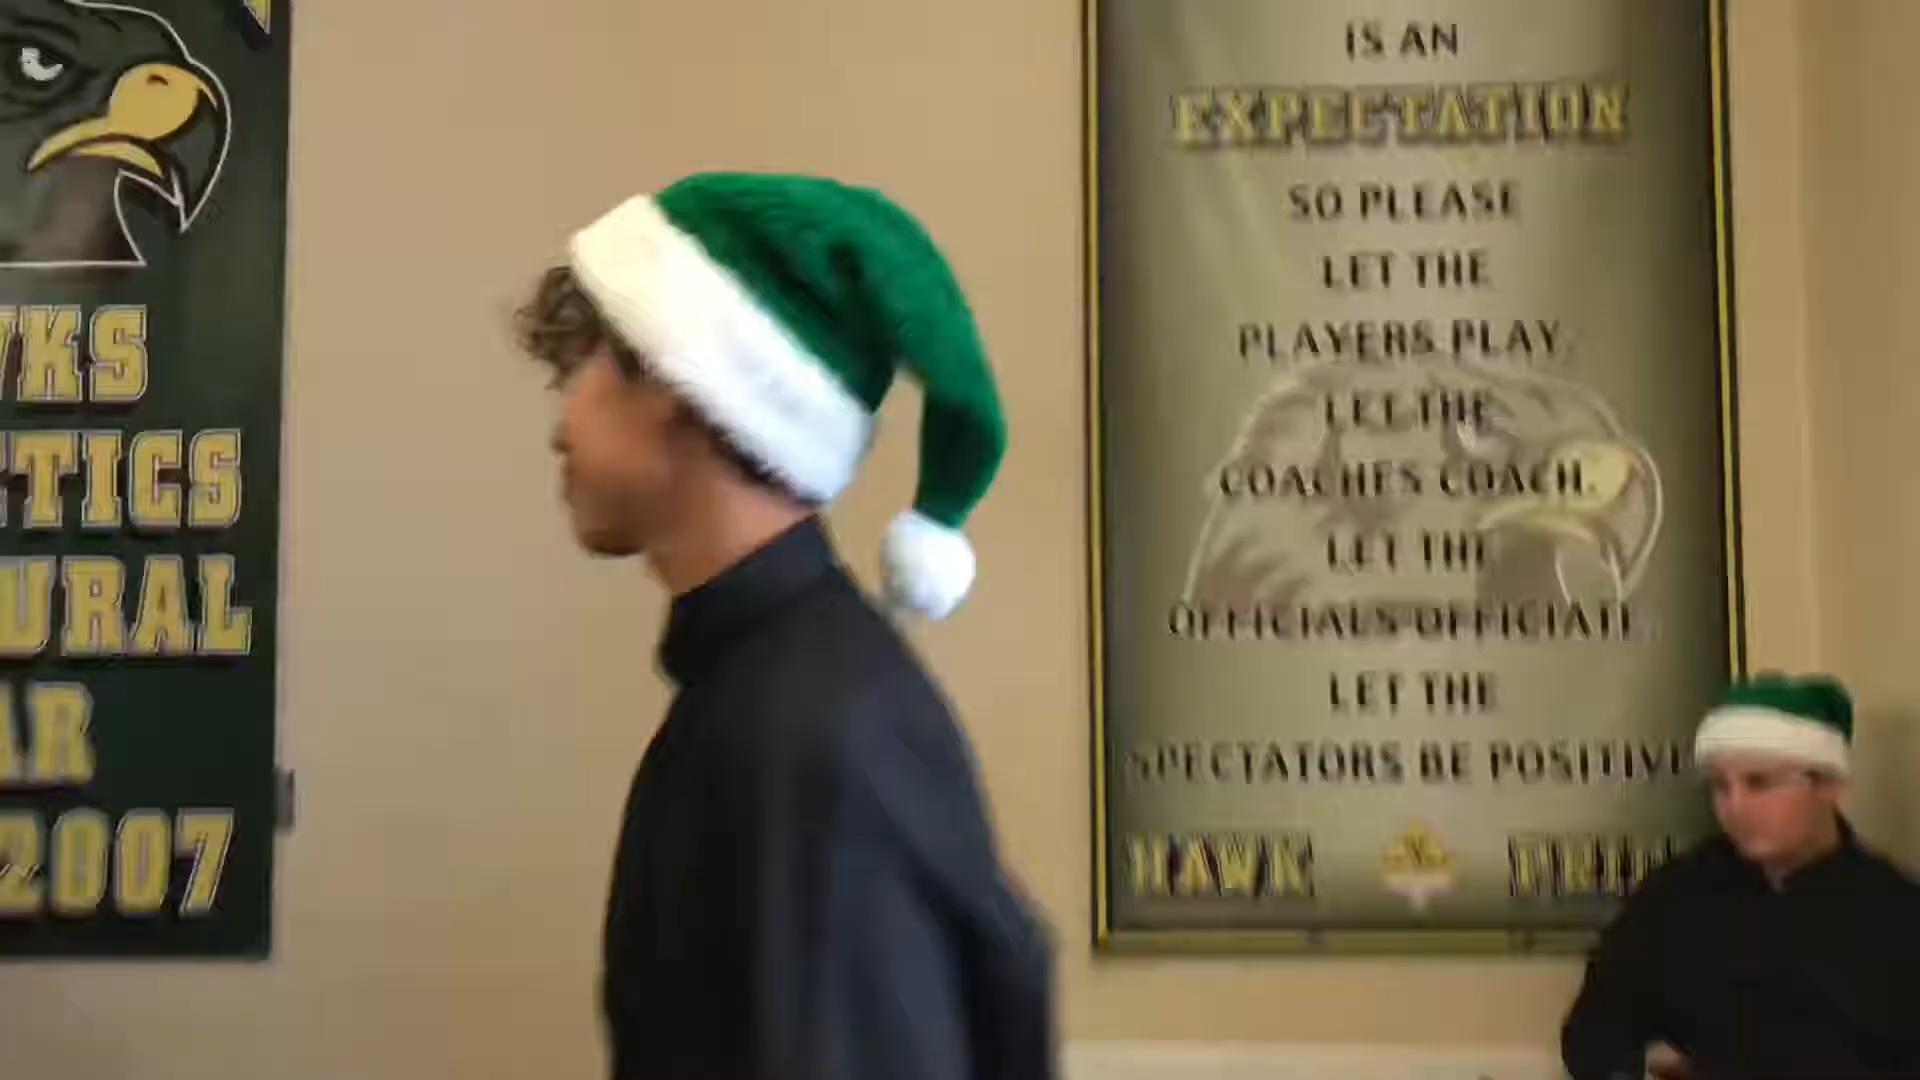 WKS
TICS
URAL
AR
2007
IS AN
EXPECTATION
SO PLEASE
LET THE
PLAYERS PLAY,
LET THE
COACHES COACH,
LET THE
OFFICIALS OFFICIATE,
LET THE
SPECTATORS BE POSITIVE
HAWK PRIDE